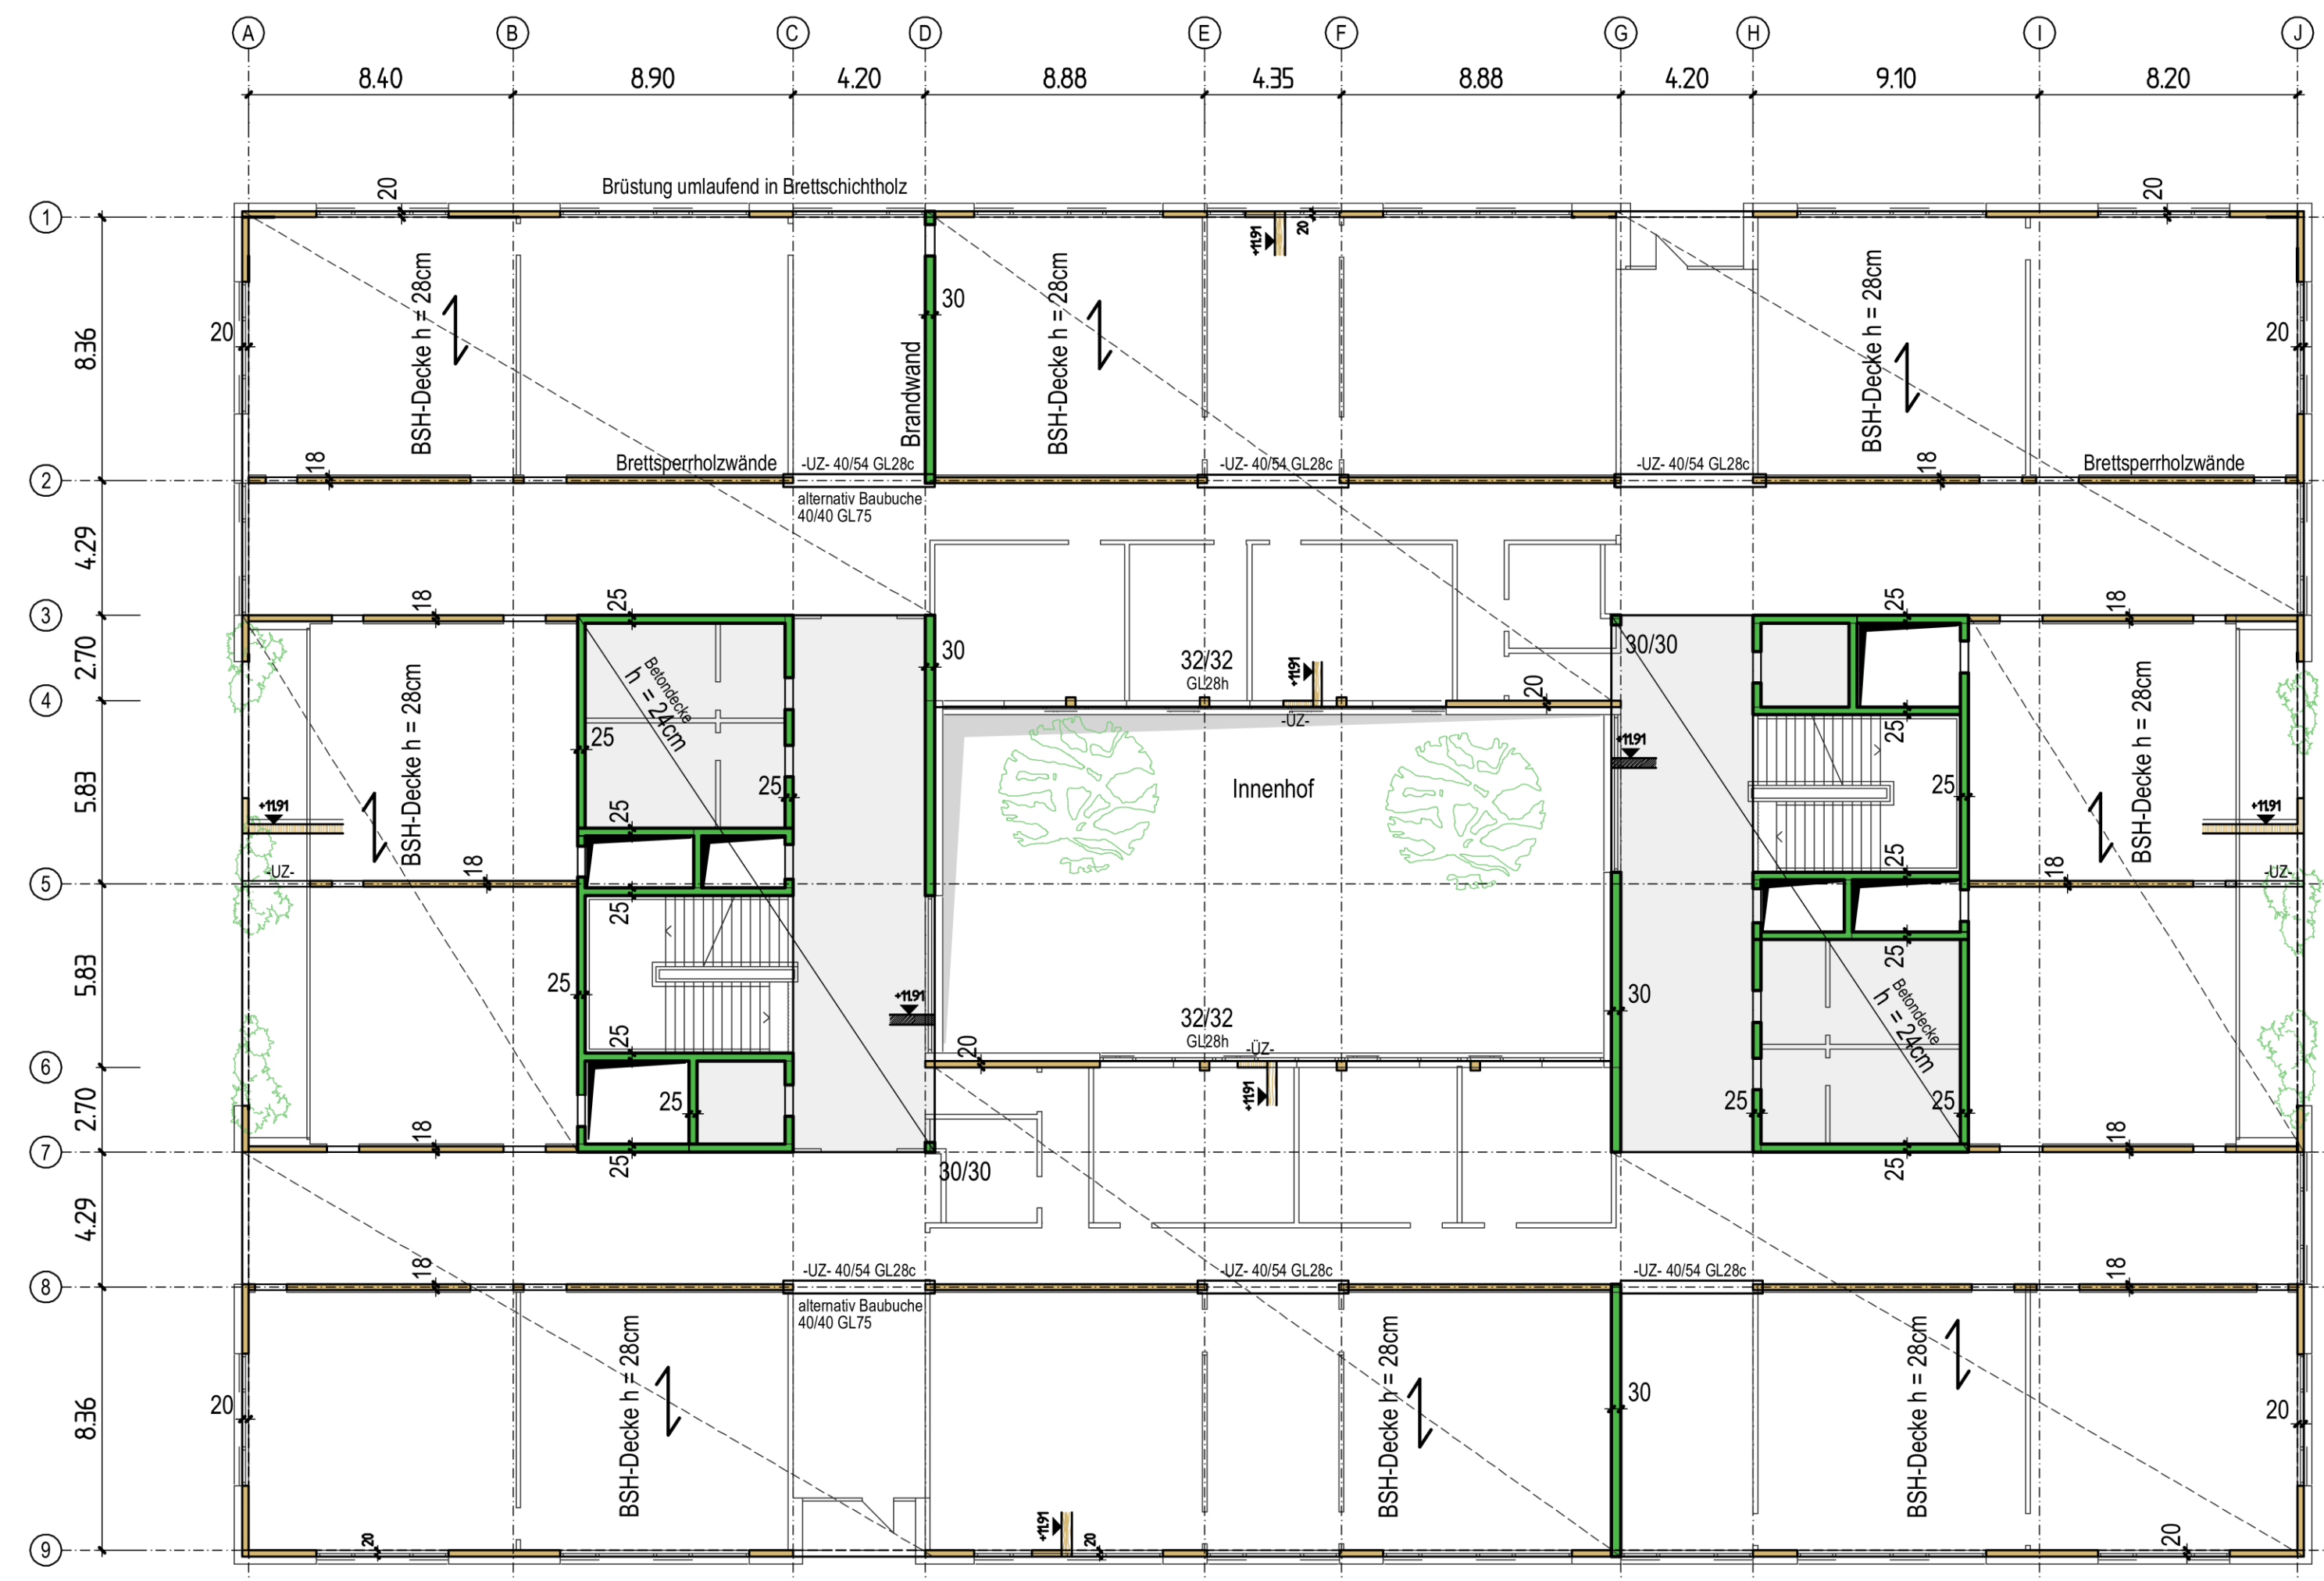 A B C D E F G H I J
8.40 8.90 4.20 8.88 4.35 8.88 4.20 9.10 8.20
Brüstung umlaufend in Brettschichtholz
20
20
1
+11.91
20
BSH-Decke h = 28cm
30
BSH-Decke h = 28cm
BSH-Decke h = 28cm
20
8.36
20
Brandwand
18
Brettsperrholzwände
-UZ- 40/54 GL28c
-UZ- 40/54 GL28c
-UZ- 40/54 GL28c
18
Brettsperrholzwände
2
alternativ Baubuche
40/40 GL75
4.29
18
25
25
18
3
2.70
30
32/32
GL28h
+11.91
30/30
Betondecke
h = 24cm
20
4
-ÜZ-
+11.91
25
25
BSH-Decke h = 28cm
BSH-Decke h = 28cm
5.83
25
Innenhof
25
+11.91
25
+11.91
18
25
18
-UZ-
-UZ-
5
25
25
5.83
25
+11.91
30
Betondecke
h = 24cm
32/32
GL28h
25
20
-ÜZ-
6
2.70
25
+11.91
25
25
18
18
7
25
30/30
25
4.29
18
-UZ- 40/54 GL28c
-UZ- 40/54 GL28c
-UZ- 40/54 GL28c
18
8
alternativ Baubuche
40/40 GL75
BSH-Decke h = 28cm
BSH-Decke h = 28cm
BSH-Decke h = 28cm
8.36
20
30
20
+11.91
20
20
20
9